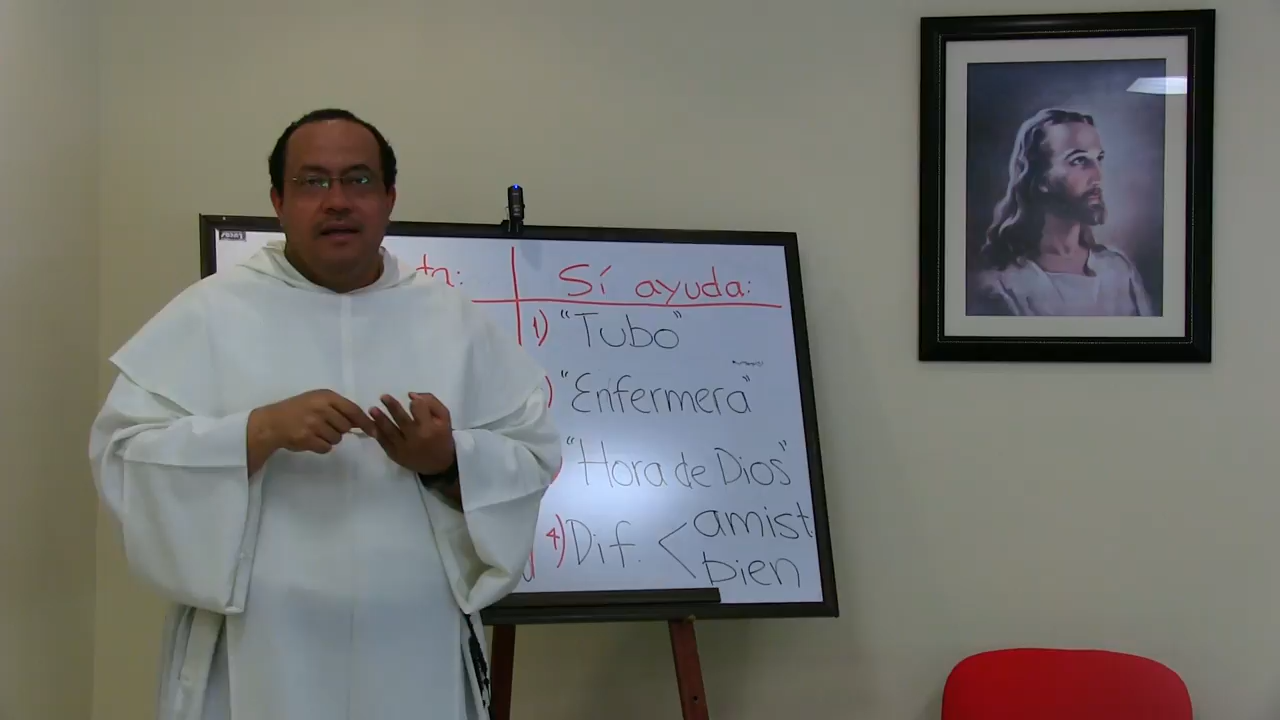 Sí ayuda:
1) "Tubo"
) "Enfermera"
) "Hora de Dios"
4) Dif. < amist
bien